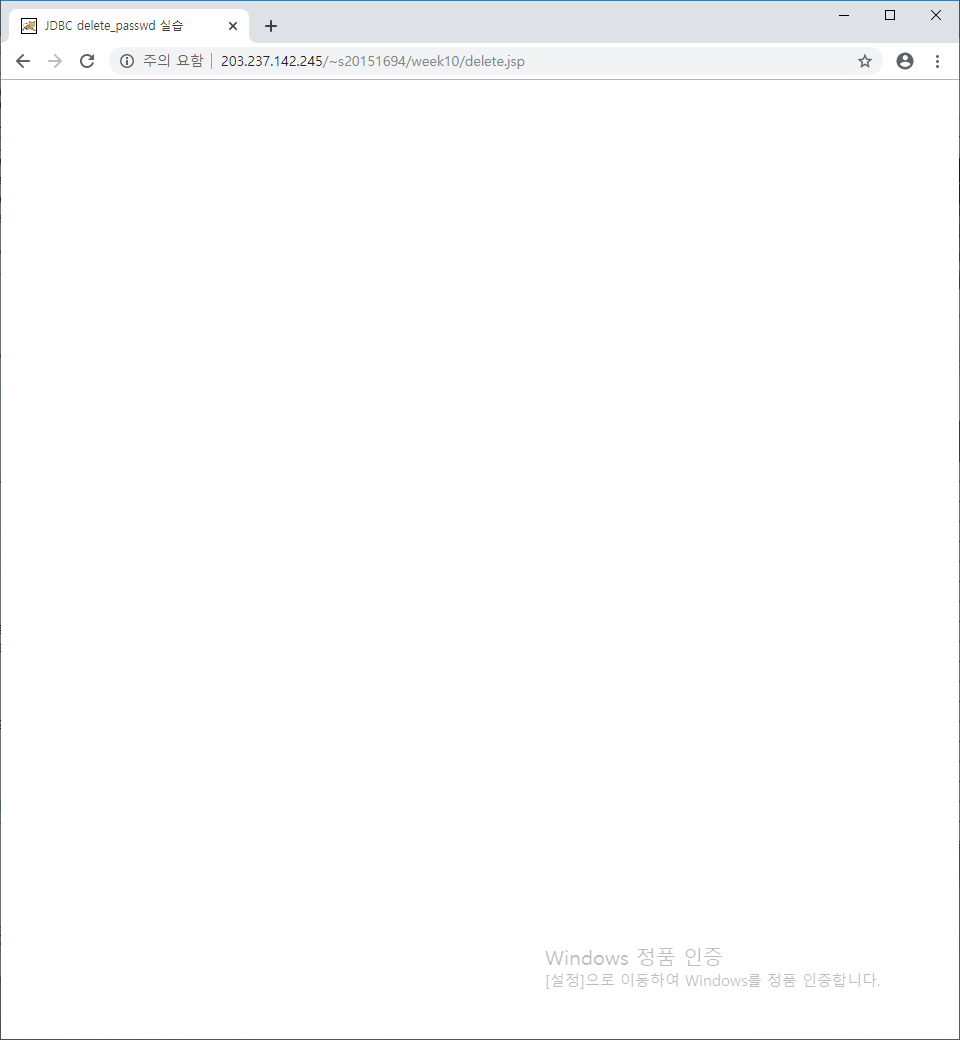 JDBC delete_passwd 실습
주의 요함 | 203.237.142.245/~s20151694/week10/delete.jsp
Windows 정품 인증
[설정]으로 이동하여 Windows를 정품 인증합니다.